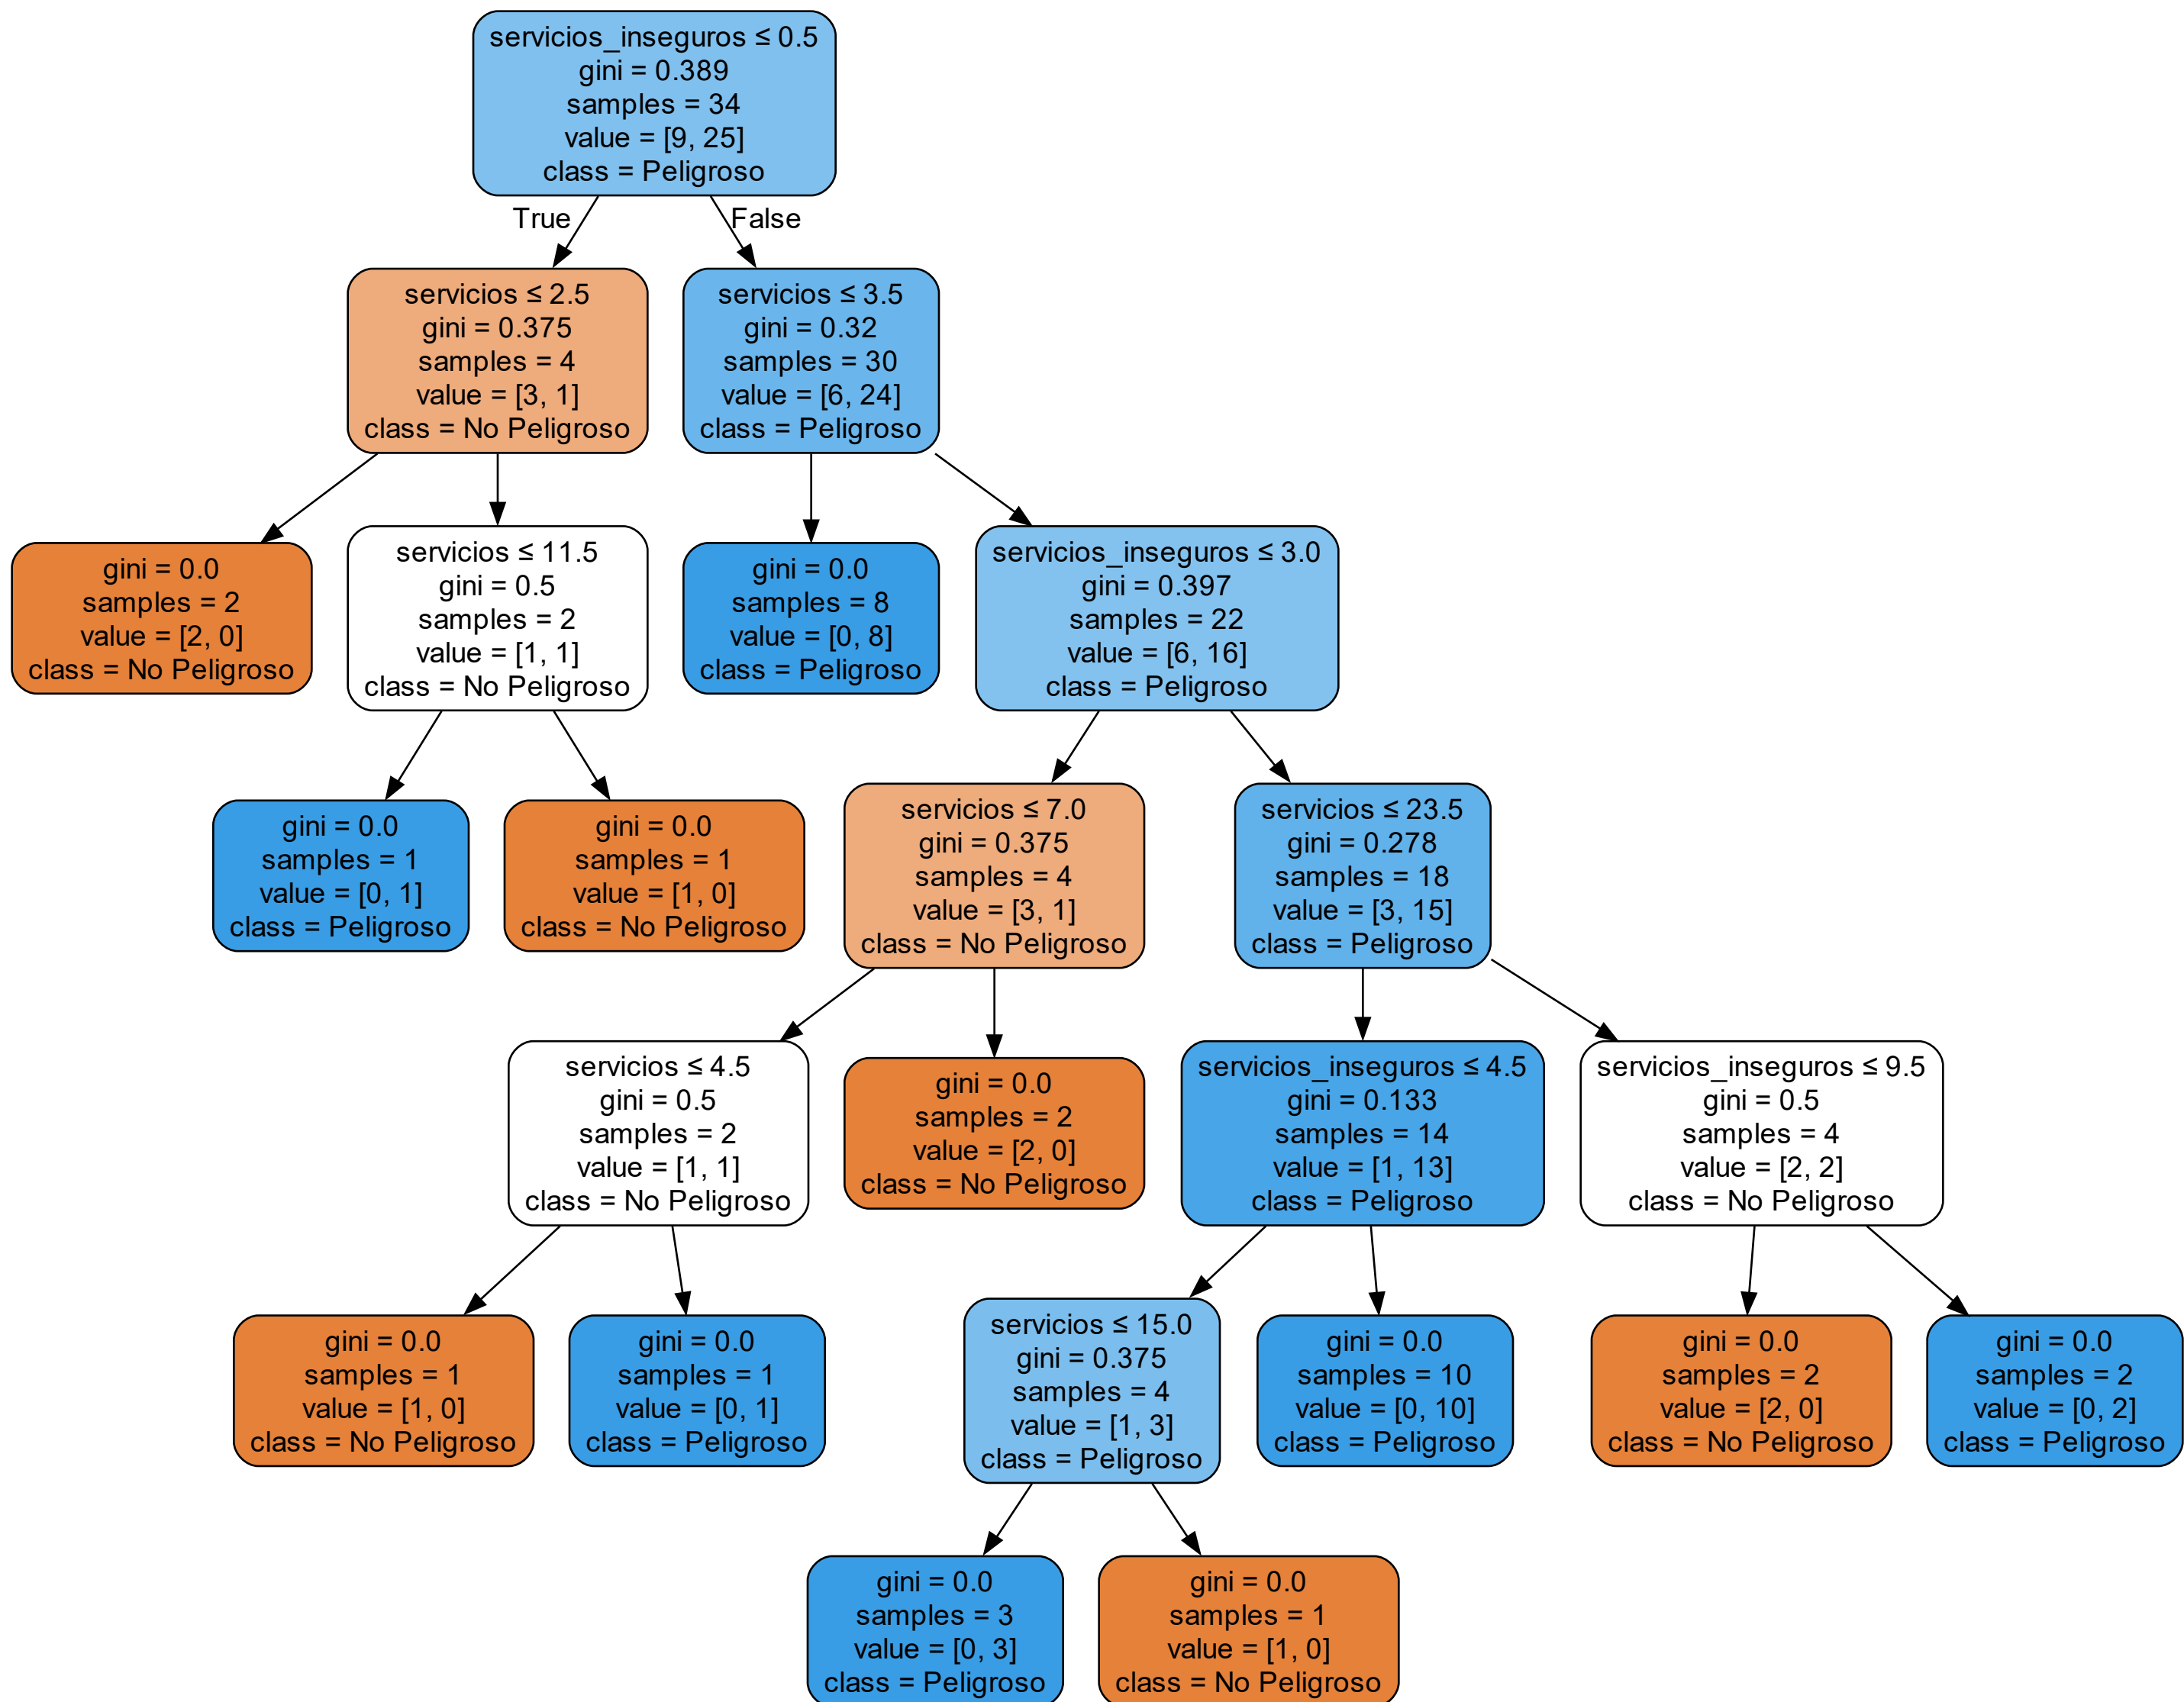 servicios_inseguros ≤ 0.5
gini = 0.389
samples = 34
value = [9, 25]
class = Peligroso
True
False
servicios ≤ 2.5
gini = 0.375
samples = 4
value = [3, 1]
class = No Peligroso
servicios ≤ 3.5
gini = 0.32
samples = 30
value = [6, 24]
class = Peligroso
gini = 0.0
samples = 2
value = [2, 0]
class = No Peligroso
servicios ≤ 11.5
gini = 0.5
samples = 2
value = [1, 1]
class = No Peligroso
gini = 0.0
samples = 8
value = [0, 8]
class = Peligroso
servicios_inseguros ≤ 3.0
gini = 0.397
samples = 22
value = [6, 16]
class = Peligroso
gini = 0.0
samples = 1
value = [0, 1]
class = Peligroso
gini = 0.0
samples = 1
value = [1, 0]
class = No Peligroso
servicios ≤ 7.0
gini = 0.375
samples = 4
value = [3, 1]
class = No Peligroso
servicios ≤ 23.5
gini = 0.278
samples = 18
value = [3, 15]
class = Peligroso
servicios ≤ 4.5
gini = 0.5
samples = 2
value = [1, 1]
class = No Peligroso
gini = 0.0
samples = 2
value = [2, 0]
class = No Peligroso
servicios_inseguros ≤ 4.5
gini = 0.133
samples = 14
value = [1, 13]
class = Peligroso
servicios_inseguros ≤ 9.5
gini = 0.5
samples = 4
value = [2, 2]
class = No Peligroso
gini = 0.0
samples = 1
value = [1, 0]
class = No Peligroso
gini = 0.0
samples = 1
value = [0, 1]
class = Peligroso
servicios ≤ 15.0
gini = 0.375
samples = 4
value = [1, 3]
class = Peligroso
gini = 0.0
samples = 10
value = [0, 10]
class = Peligroso
gini = 0.0
samples = 2
value = [2, 0]
class = No Peligroso
gini = 0.0
samples = 2
value = [0, 2]
class = Peligroso
gini = 0.0
samples = 3
value = [0, 3]
class = Peligroso
gini = 0.0
samples = 1
value = [1, 0]
class = No Peligroso